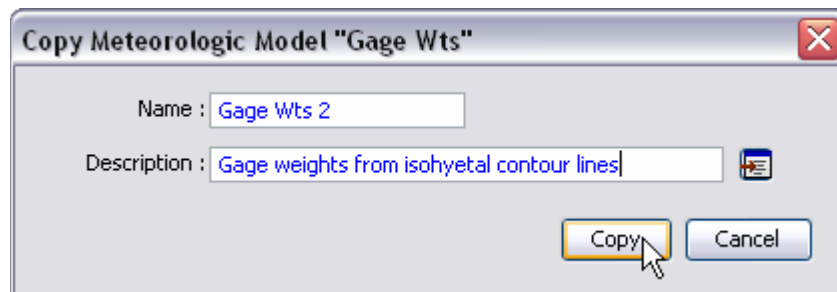 Copy Meteorologic Model "Gage Wts"
Name : Gage Wts 2
Description : Gage weights from isohyetal contour lines
Copy Cancel